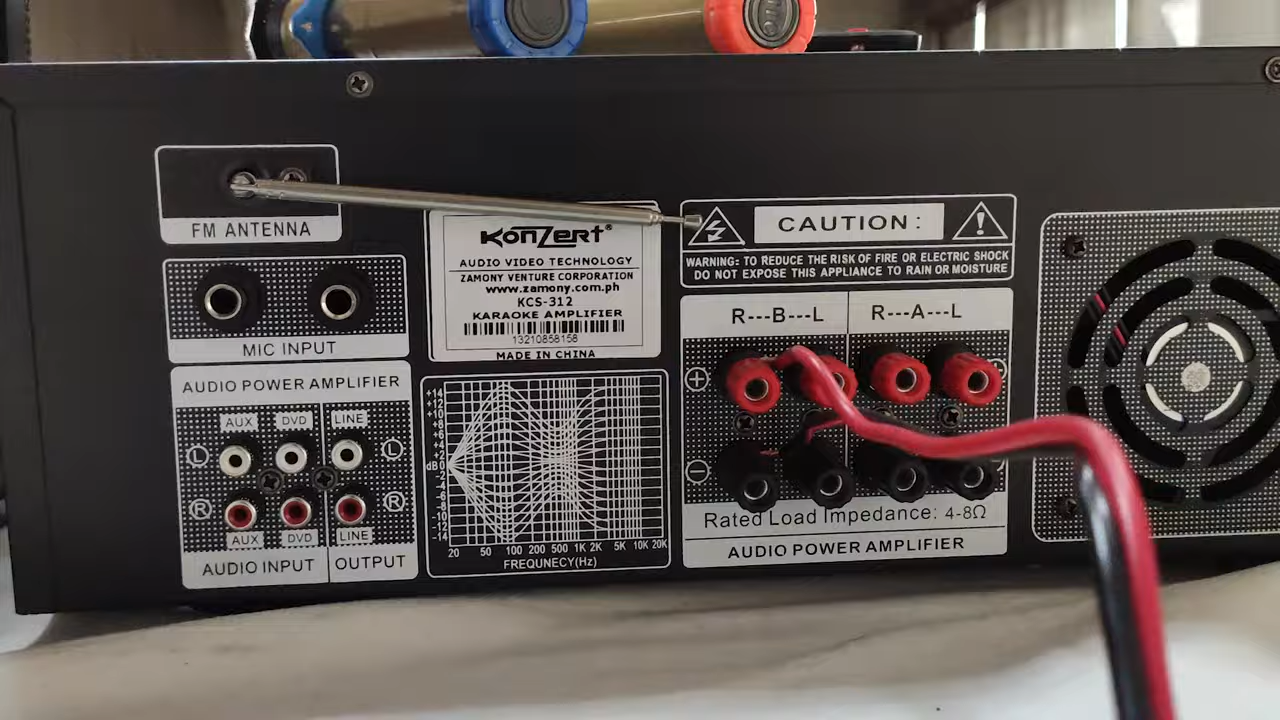 FM ANTENNA
MIC INPUT
AUDIO POWER AMPLIFIER
AUX DVD LINE
L L
R R
AUX DVD LINE
AUDIO INPUT OUTPUT
KonZert®
AUDIO VIDEO TECHNOLOGY
ZAMONY VENTURE CORPORATION
www.zamony.com.ph
KCS-312
KARAOKE AMPLIFIER
13210858158
MADE IN CHINA
+14
+12
+10
+8
+6
+4
+2
dB 0
-2
-4
-6
-8
-10
-12
-14
20 50 100 200 500 1K 2K 5K 10K 20K
FREQUNECY(Hz)
CAUTION:
WARNING: TO REDUCE THE RISK OF FIRE OR ELECTRIC SHOCK
DO NOT EXPOSE THIS APPLIANCE TO RAIN OR MOISTURE
R---B---L R---A---L
+
−
Rated Load Impedance: 4-8Ω
AUDIO POWER AMPLIFIER